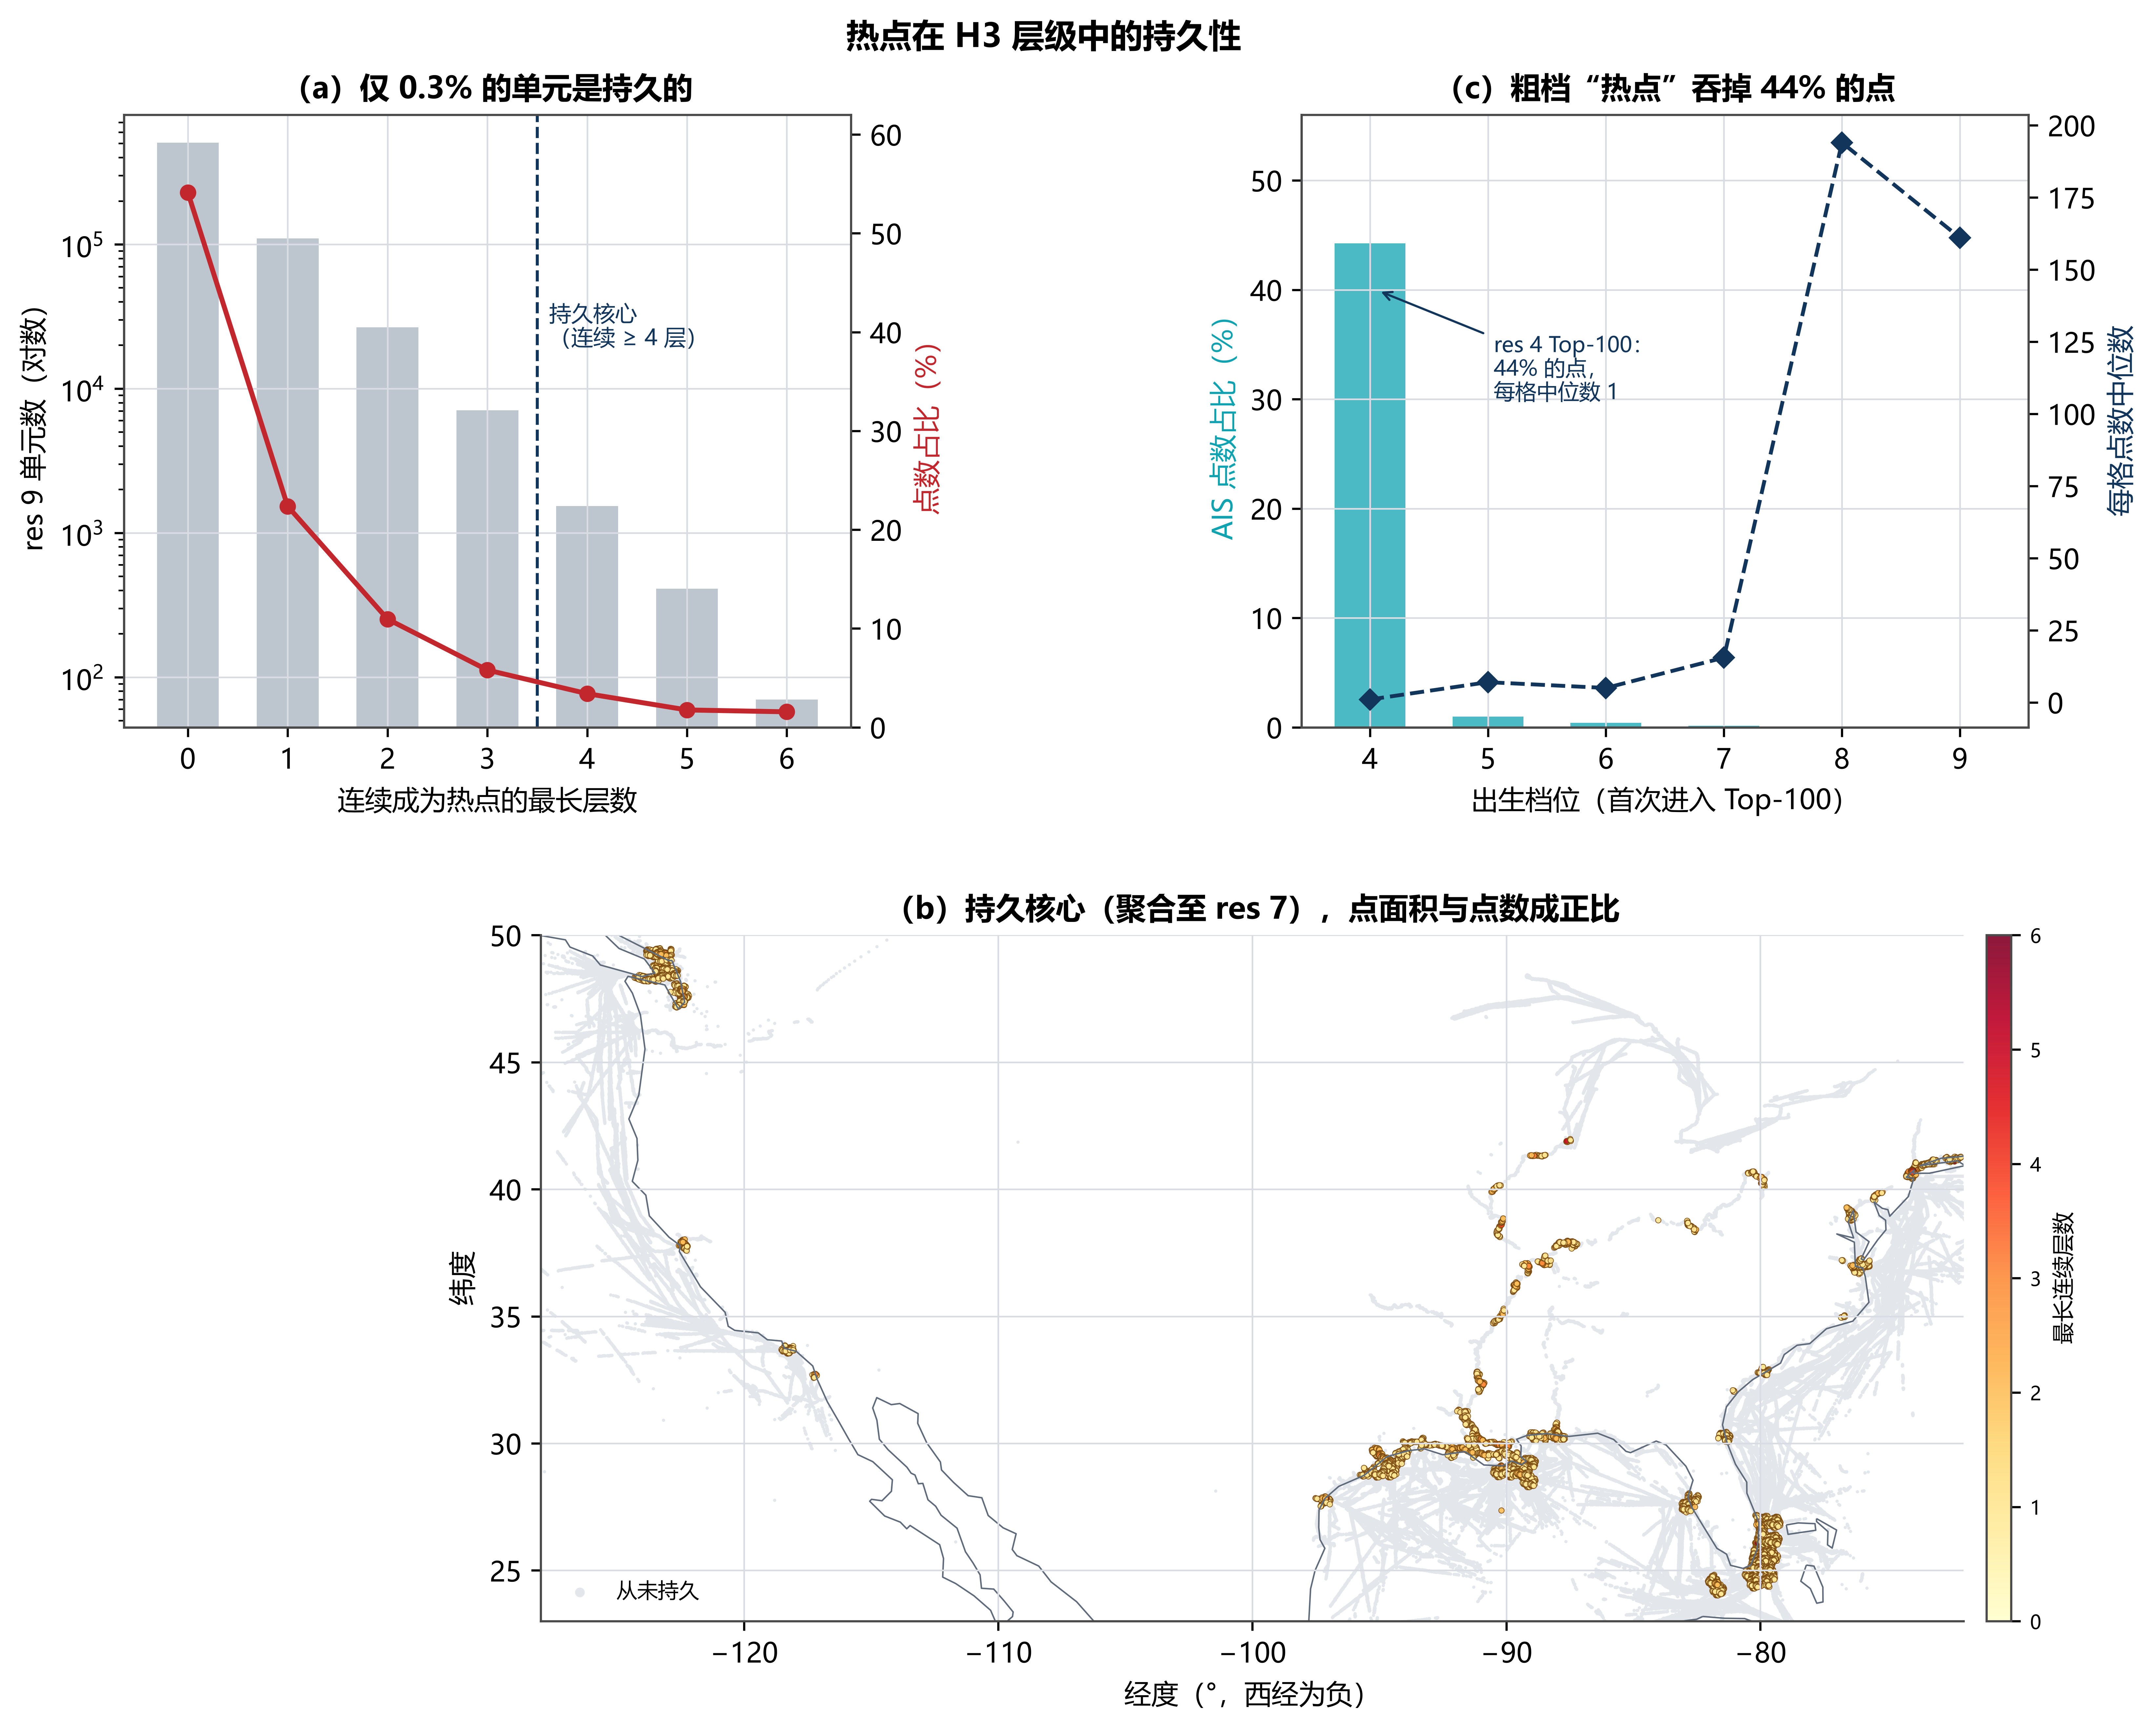 热点在 H3 层级中的持久性
（a）仅 0.3% 的单元是持久的
10⁵
10⁴
10³
10²
res 9 单元数（对数）
60
50
40
30
20
10
0
点数占比（%）
持久核心
（连续 ≥ 4 层）
0 1 2 3 4 5 6
连续成为热点的最长层数
（c）粗档“热点”吞掉 44% 的点
50
40
30
20
10
0
AIS 点数占比（%）
200
175
150
125
100
75
50
25
0
每格点数中位数
res 4 Top-100：
44% 的点，
每格中位数 1
4 5 6 7 8 9
出生档位（首次进入 Top-100）
（b）持久核心（聚合至 res 7），点面积与点数成正比
50
45
40
35
30
25
纬度
从未持久
−120 −110 −100 −90 −80
经度（°，西经为负）
6
5
4
3
2
1
0
最长连续层数